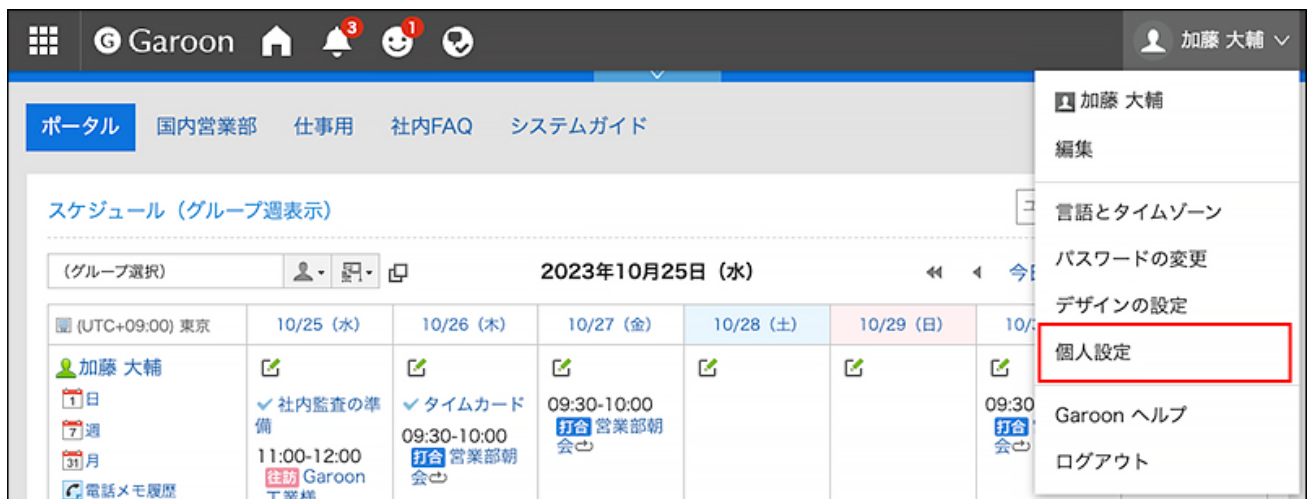 Garoon 3 1 加藤 大輔
ポータル 国内営業部 仕事用 社内FAQ システムガイド
スケジュール（グループ週表示）
(グループ選択) 2023年10月25日（水）
(UTC+09:00) 東京 10/25（水） 10/26（木） 10/27（金） 10/28（土） 10/29（日）
加藤 大輔
1 日
7 週
31 月
電話メモ履歴
社内監査の準
備
11:00-12:00
往訪 Garoon
工業様
タイムカード
09:30-10:00
打合 営業部朝
会
09:30-10:00
打合 営業部朝
会
09:30
打合
会
加藤 大輔
編集
言語とタイムゾーン
パスワードの変更
デザインの設定
個人設定
Garoon ヘルプ
ログアウト